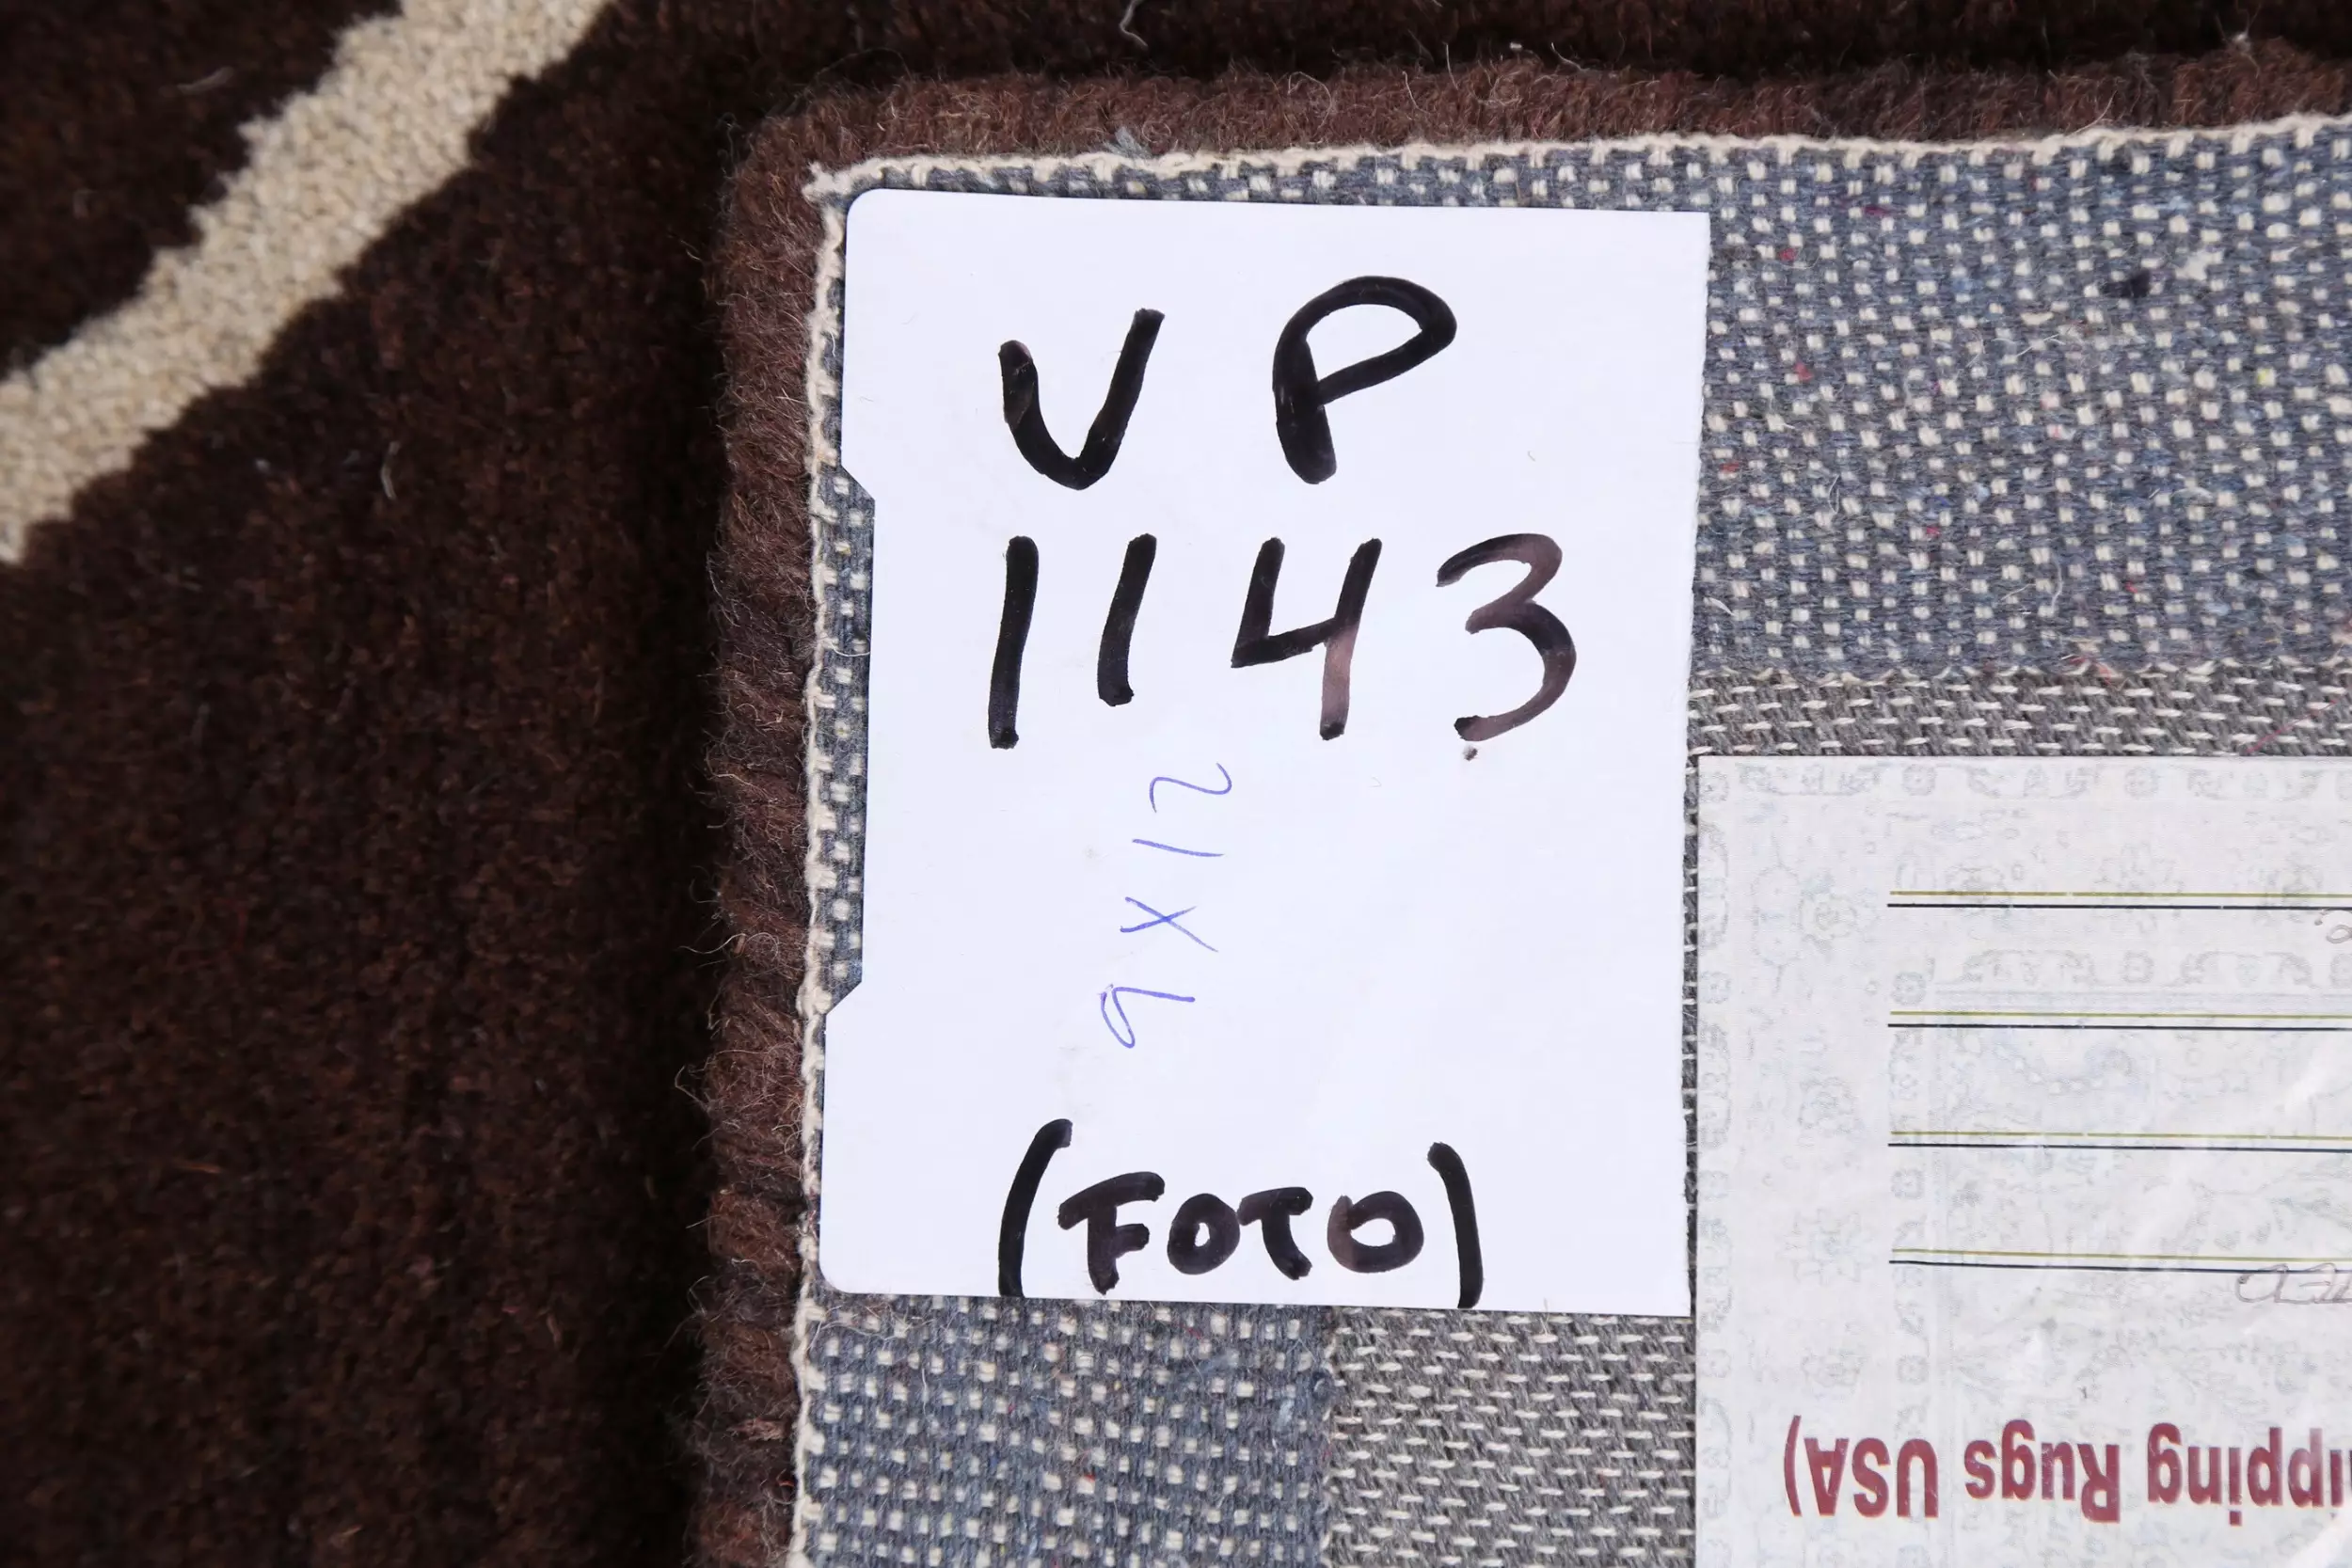 VP
1143
9X12
(FOTO)
ipping Rugs USA)